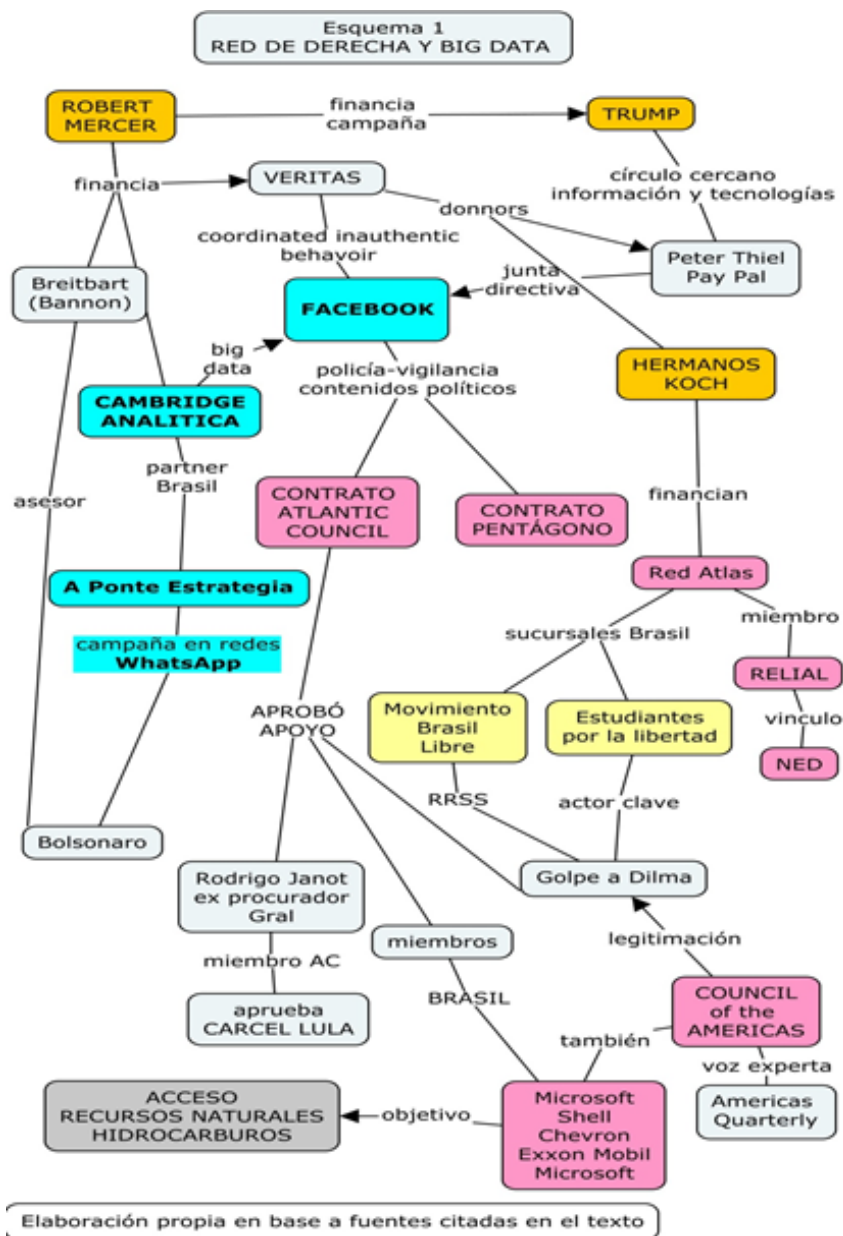 Esquema 1
RED DE DERECHA Y BIG DATA
ROBERT
MERCER
financia
campaña
TRUMP
financia
VERITAS
círculo cercano
información y tecnologías
donnors
coordinated inauthentic
behavoir
Breitbart
(Bannon)
junta
directiva
Peter Thiel
Pay Pal
FACEBOOK
big
data
policía-vigilancia
contenidos políticos
HERMANOS
KOCH
CAMBRIDGE
ANALITICA
partner
Brasil
asesor
CONTRATO
ATLANTIC
COUNCIL
CONTRATO
PENTÁGONO
financian
A Ponte Estrategia
Red Atlas
campaña en redes
WhatsApp
sucursales Brasil
miembro
RELIAL
APROBÓ
APOYO
Movimiento
Brasil
Libre
Estudiantes
por la libertad
vinculo
NED
RRSS
actor clave
Bolsonaro
Rodrigo Janot
ex procurador
Gral
Golpe a Dilma
miembros
legitimación
miembro AC
BRASIL
aprueba
CARCEL LULA
COUNCIL
of the
AMERICAS
también
voz experta
ACCESO
RECURSOS NATURALES
HIDROCARBUROS
objetivo
Microsoft
Shell
Chevron
Exxon Mobil
Microsoft
Americas
Quarterly
Elaboración propia en base a fuentes citadas en el texto